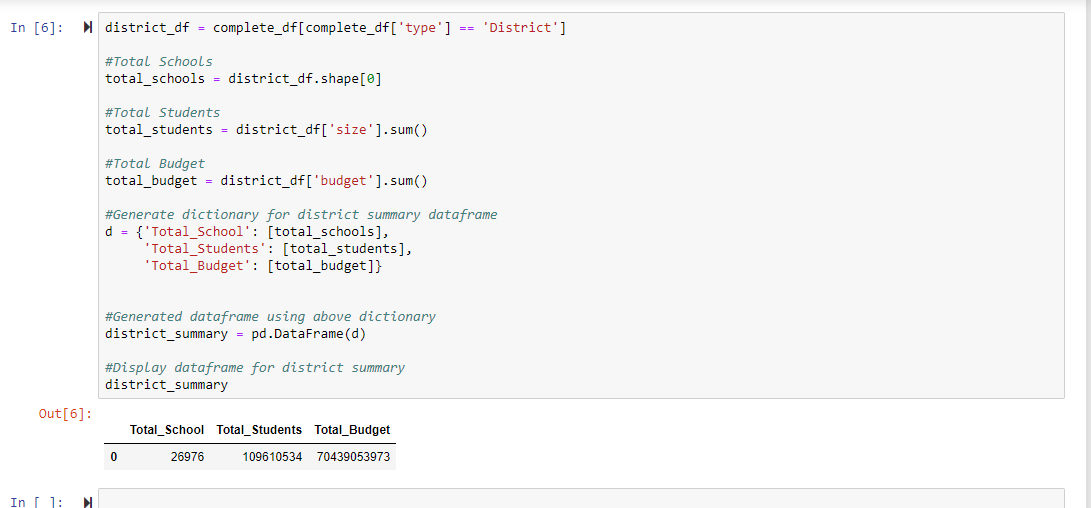 In [6]: district_df = complete_df[complete_df['type'] == 'District']
#Total Schools
total_schools = district_df.shape[0]
#Total Students
total_students = district_df['size'].sum()
#Total Budget
total_budget = district_df['budget'].sum()
#Generate dictionary for district summary dataframe
d = {'Total_School': [total_schools],
'Total_Students': [total_students],
'Total_Budget': [total_budget]}
#Generated dataframe using above dictionary
district_summary = pd.DataFrame(d)
#Display dataframe for district summary
district_summary
Out[6]:
Total_School Total_Students Total_Budget
0 26976 109610534 70439053973
In [ ]: